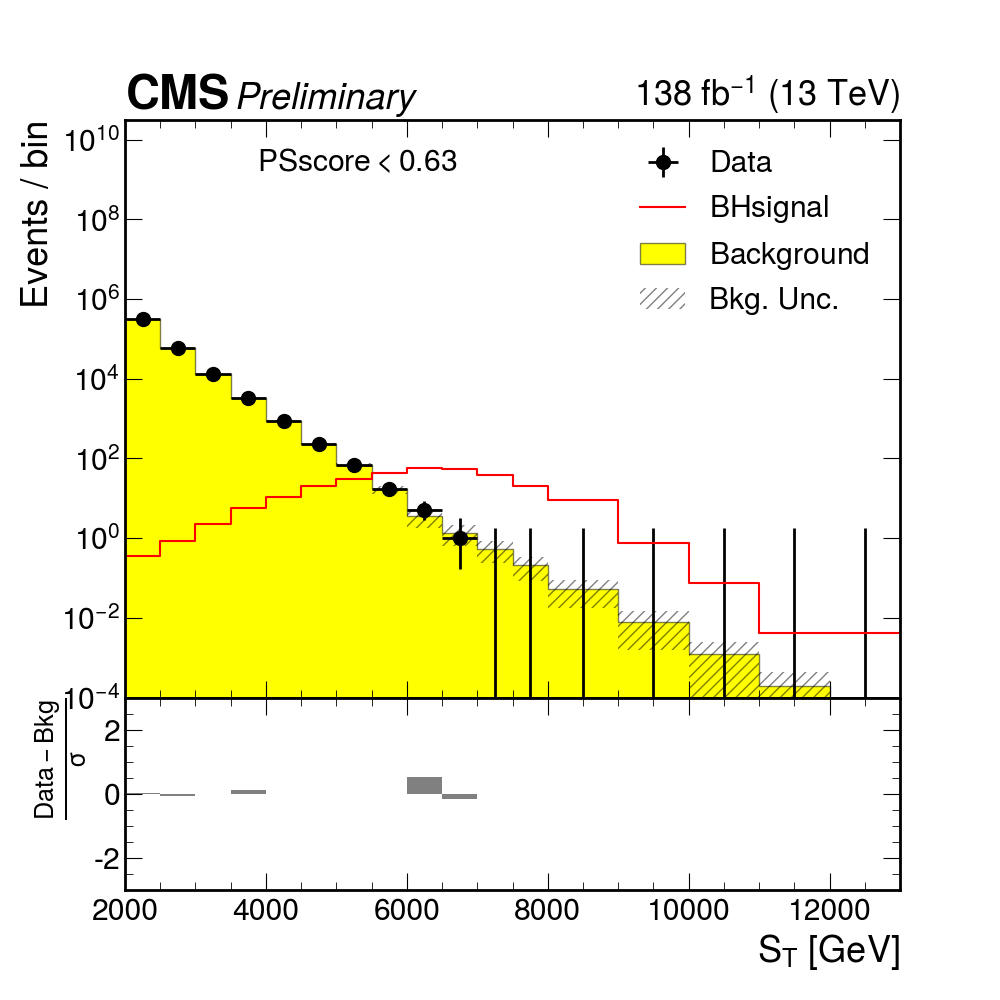 CMS Preliminary 138 fb⁻¹ (13 TeV)
Events / bin
10¹⁰
10⁸
10⁶
10⁴
10²
10⁰
10⁻²
10⁻⁴
PSscore < 0.63
Data
BHsignal
Background
Bkg. Unc.
Data – Bkg
σ
2
0
-2
2000 4000 6000 8000 10000 12000
S_T [GeV]